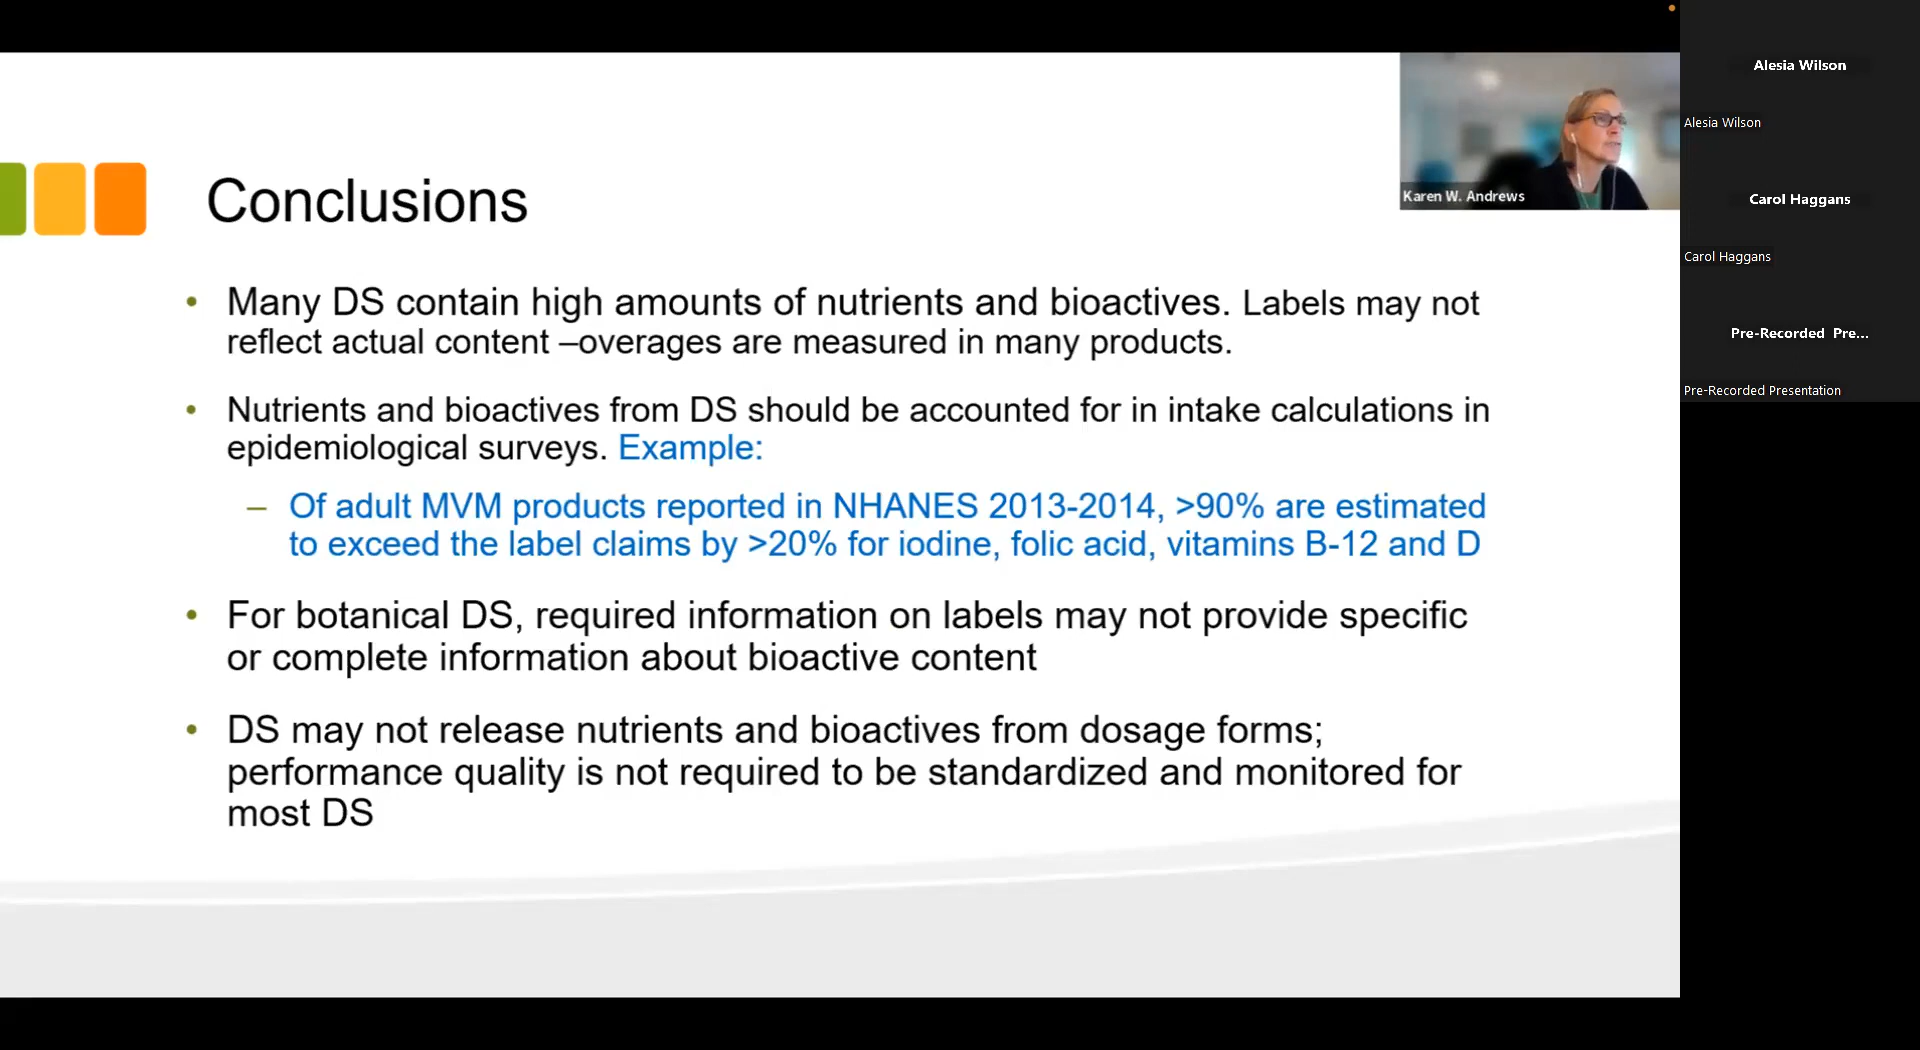 Conclusions
• Many DS contain high amounts of nutrients and bioactives. Labels may not
reflect actual content –overages are measured in many products.
• Nutrients and bioactives from DS should be accounted for in intake calculations in
epidemiological surveys. Example:
– Of adult MVM products reported in NHANES 2013-2014, >90% are estimated
to exceed the label claims by >20% for iodine, folic acid, vitamins B-12 and D
• For botanical DS, required information on labels may not provide specific
or complete information about bioactive content
• DS may not release nutrients and bioactives from dosage forms;
performance quality is not required to be standardized and monitored for
most DS
Karen W. Andrews
Alesia Wilson
Alesia Wilson
Carol Haggans
Carol Haggans
Pre-Recorded Pre...
Pre-Recorded Presentation